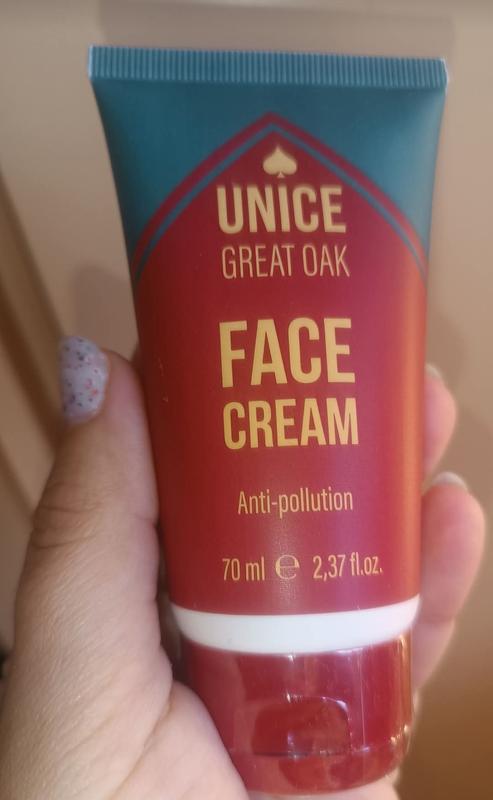 UNICE
GREAT OAK
FACE
CREAM
Anti-pollution
70 ml ℮ 2,37 fl.oz.